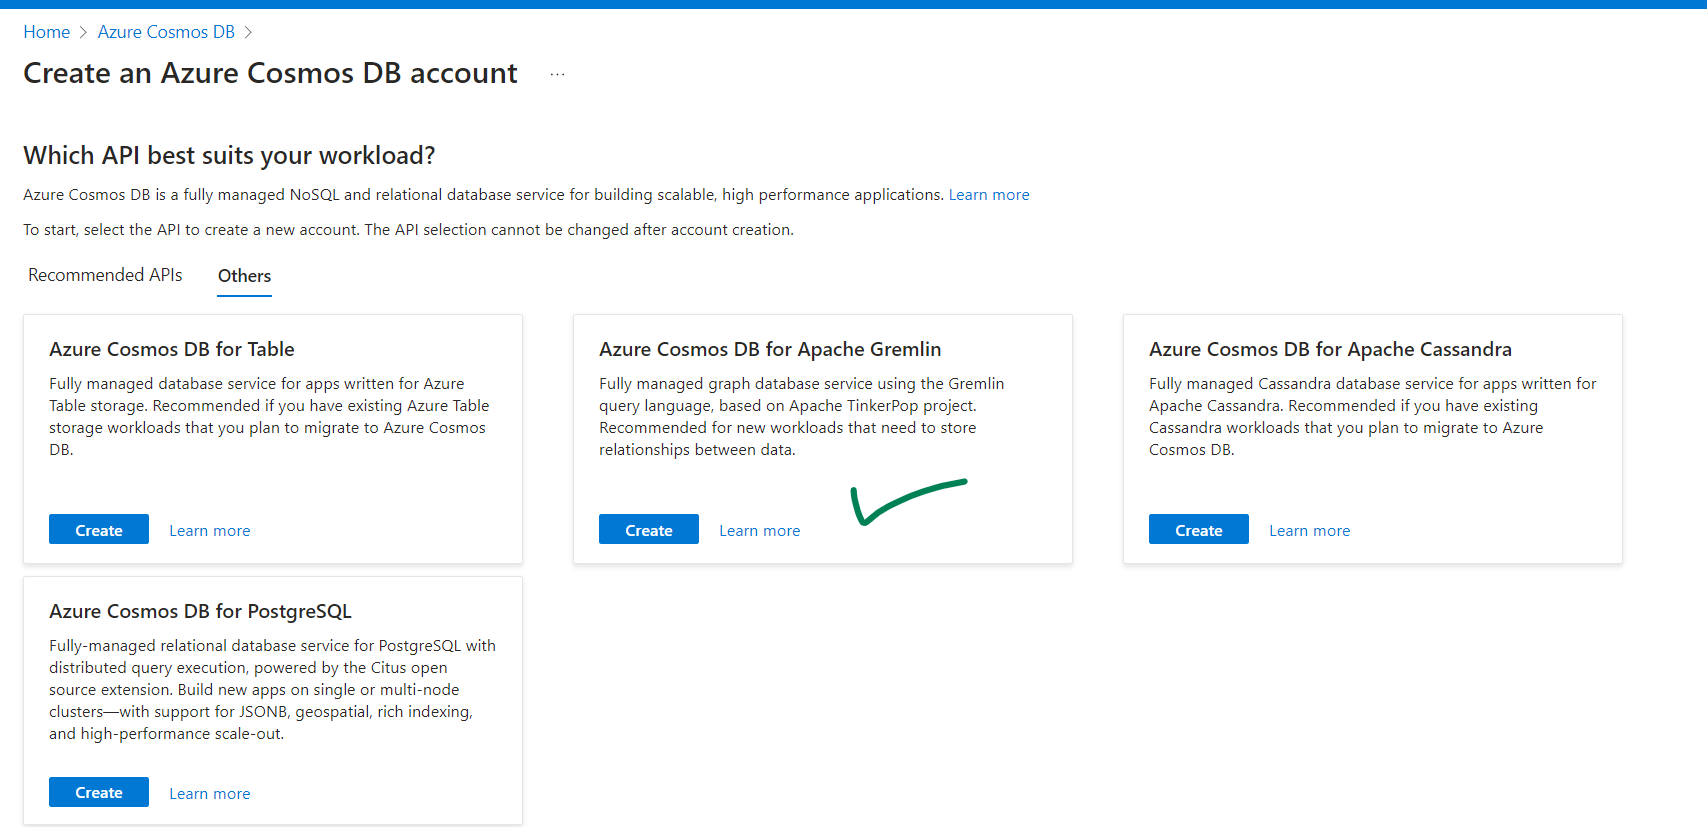 Home > Azure Cosmos DB >
Create an Azure Cosmos DB account ...
Which API best suits your workload?
Azure Cosmos DB is a fully managed NoSQL and relational database service for building scalable, high performance applications. Learn more
To start, select the API to create a new account. The API selection cannot be changed after account creation.
Recommended APIs Others
Azure Cosmos DB for Table
Fully managed database service for apps written for Azure
Table storage. Recommended if you have existing Azure Table
storage workloads that you plan to migrate to Azure Cosmos
DB.
Create Learn more
Azure Cosmos DB for Apache Gremlin
Fully managed graph database service using the Gremlin
query language, based on Apache TinkerPop project.
Recommended for new workloads that need to store
relationships between data.
Create Learn more
Azure Cosmos DB for Apache Cassandra
Fully managed Cassandra database service for apps written for
Apache Cassandra. Recommended if you have existing
Cassandra workloads that you plan to migrate to Azure
Cosmos DB.
Create Learn more
Azure Cosmos DB for PostgreSQL
Fully-managed relational database service for PostgreSQL with
distributed query execution, powered by the Citus open
source extension. Build new apps on single or multi-node
clusters—with support for JSONB, geospatial, rich indexing,
and high-performance scale-out.
Create Learn more